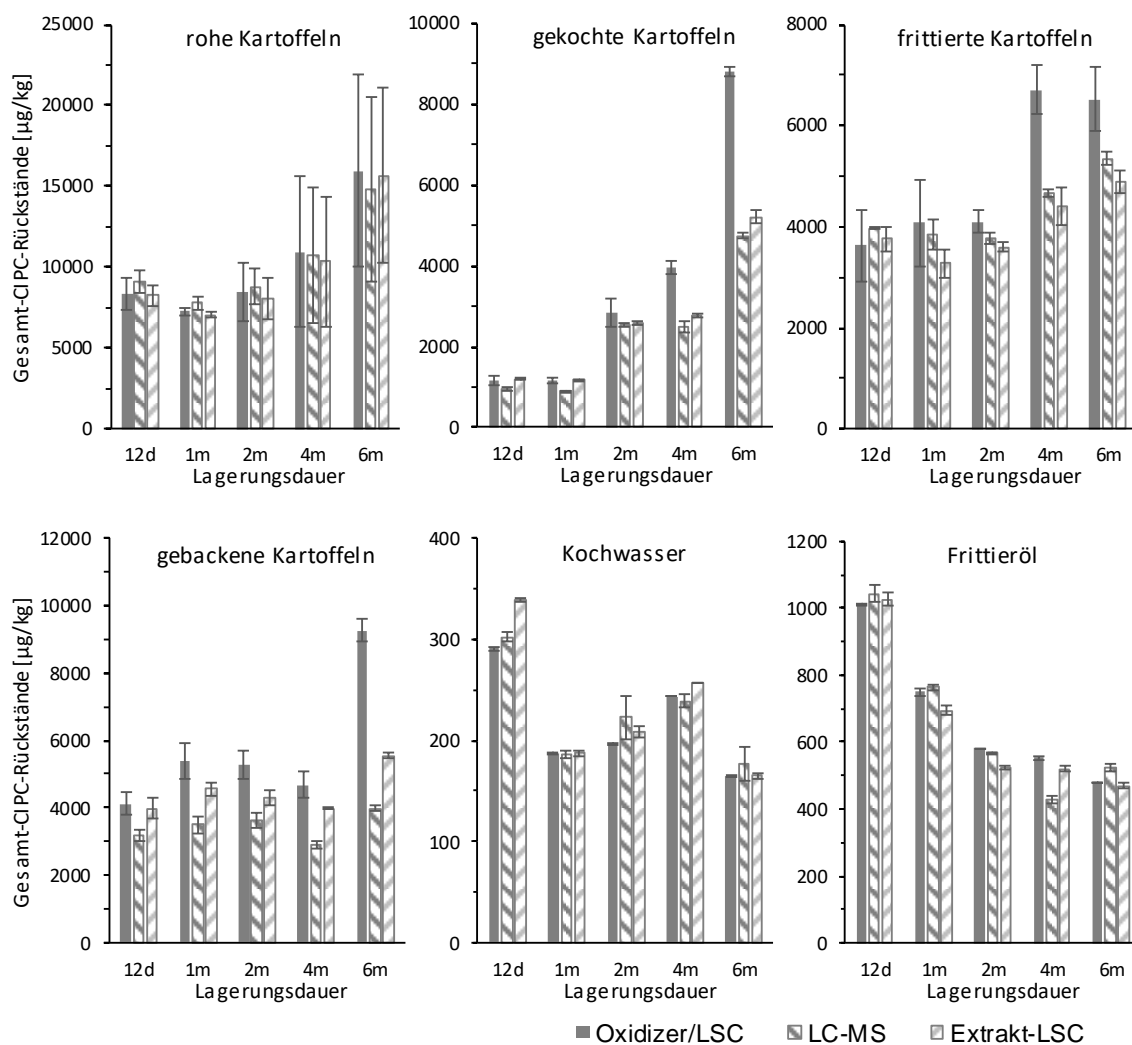 rohe Kartoffeln
Gesamt-CIPC-Rückstände [µg/kg]
25000
20000
15000
10000
5000
0
12d 1m 2m 4m 6m
Lagerungsdauer
gekochte Kartoffeln
10000
8000
6000
4000
2000
0
12d 1m 2m 4m 6m
Lagerungsdauer
frittierte Kartoffeln
8000
6000
4000
2000
0
12d 1m 2m 4m 6m
Lagerungsdauer
gebackene Kartoffeln
Gesamt-CIPC-Rückstände [µg/kg]
12000
10000
8000
6000
4000
2000
0
12d 1m 2m 4m 6m
Lagerungsdauer
Kochwasser
400
300
200
100
0
12d 1m 2m 4m 6m
Lagerungsdauer
Frittieröl
1200
1000
800
600
400
200
0
12d 1m 2m 4m 6m
Lagerungsdauer
Oxidizer/LSC LC-MS Extrakt-LSC